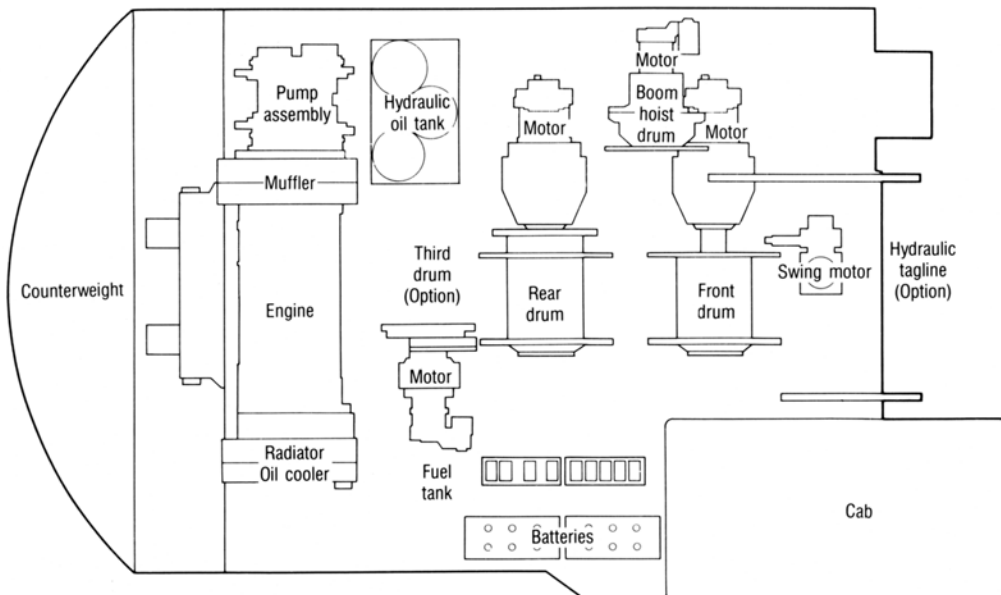 Pump
assembly
Hydraulic
oil tank
Motor
Motor
Boom
hoist
drum
Motor
Muffler
Counterweight
Engine
Third
drum
(Option)
Rear
drum
Front
drum
Swing motor
Hydraulic
tagline
(Option)
Motor
Radiator
Oil cooler
Fuel
tank
Batteries
Cab